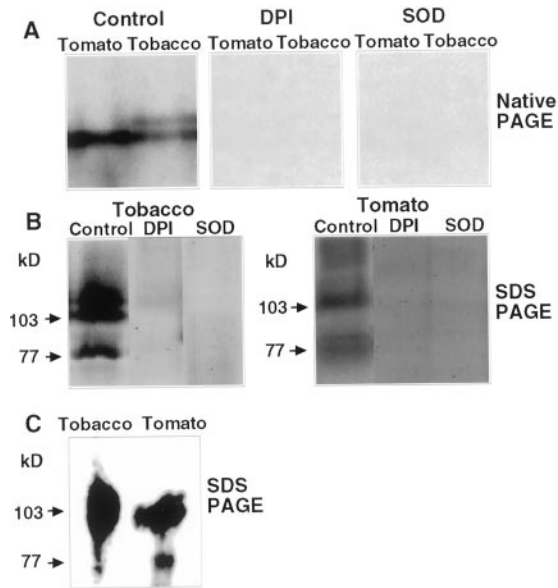 A
Control DPI SOD
Tomato Tobacco Tomato Tobacco Tomato Tobacco
Native PAGE
B
Tobacco Tomato
Control DPI SOD Control DPI SOD
kD kD
103 103
77 77
SDS PAGE
C
Tobacco Tomato
kD
SDS PAGE
103
77